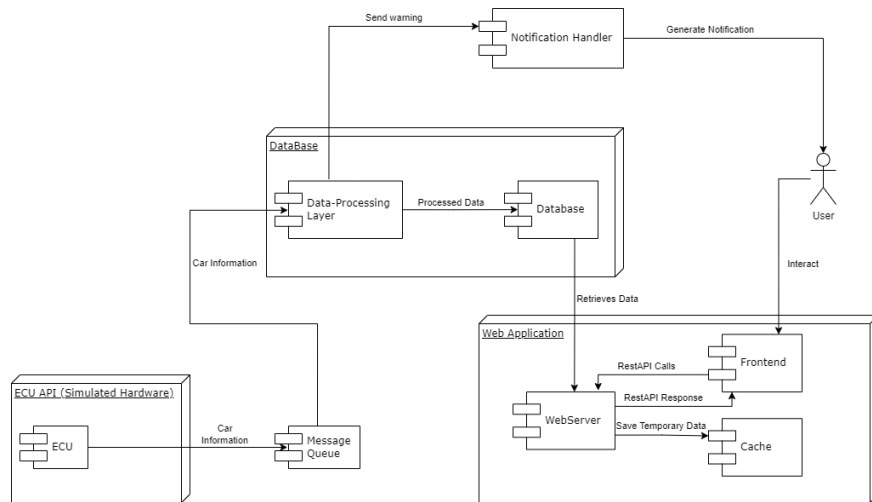 Send warning
Notification Handler
Generate Notification
DataBase
Data-Processing
Layer
Processed Data
Database
User
Car Information
Interact
Retrieves Data
Web Application
Frontend
RestAPI Calls
ECU API (Simulated Hardware)
RestAPI Response
WebServer
Car
Information
Save Temporary Data
ECU
Message
Queue
Cache